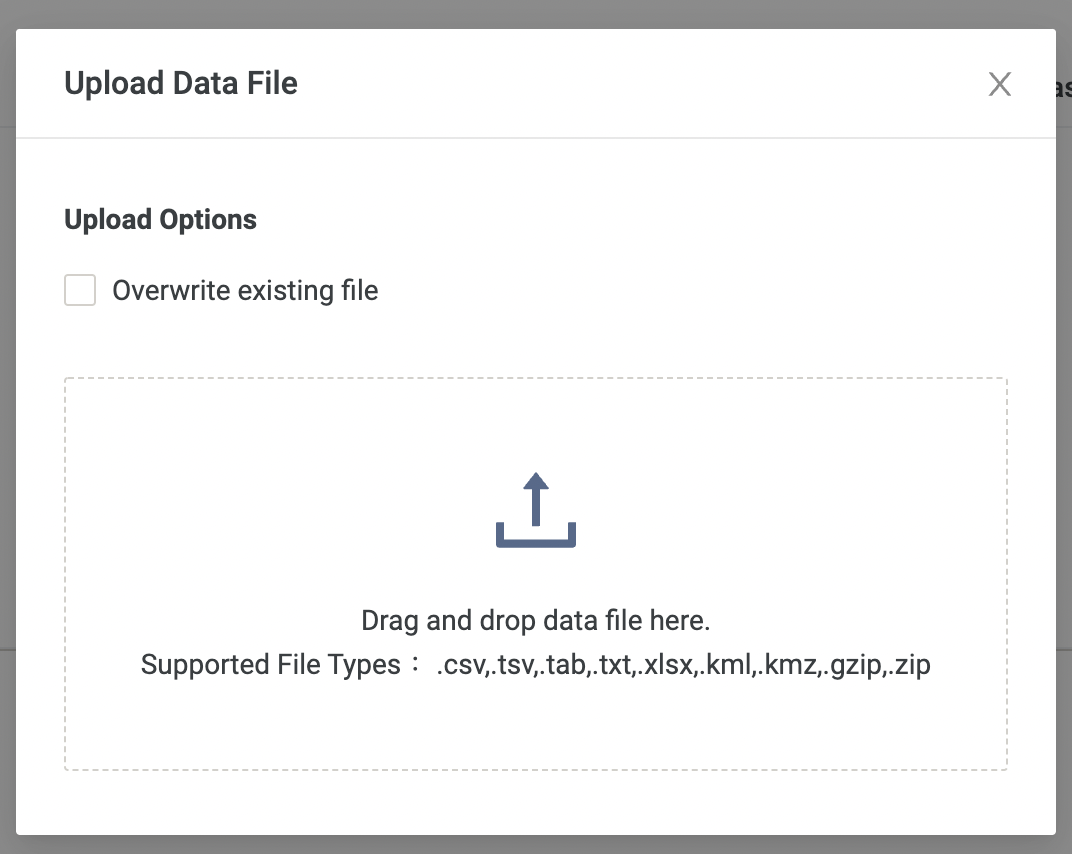 Upload Data File
Upload Options
Overwrite existing file
Drag and drop data file here.
Supported File Types： .csv,.tsv,.tab,.txt,.xlsx,.kml,.kmz,.gzip,.zip